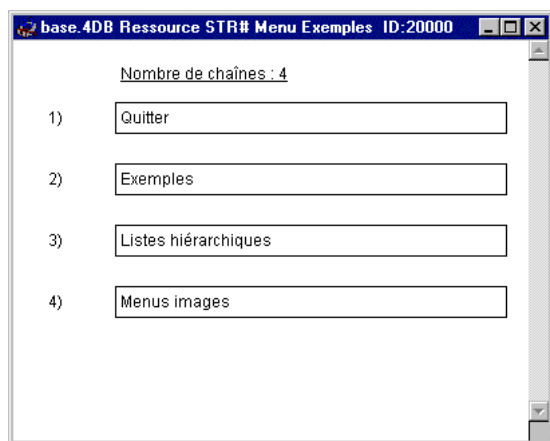 base.4DB Ressource STR# Menu Exemples ID:20000
Nombre de chaînes : 4
1) Quitter
2) Exemples
3) Listes hiérarchiques
4) Menus images